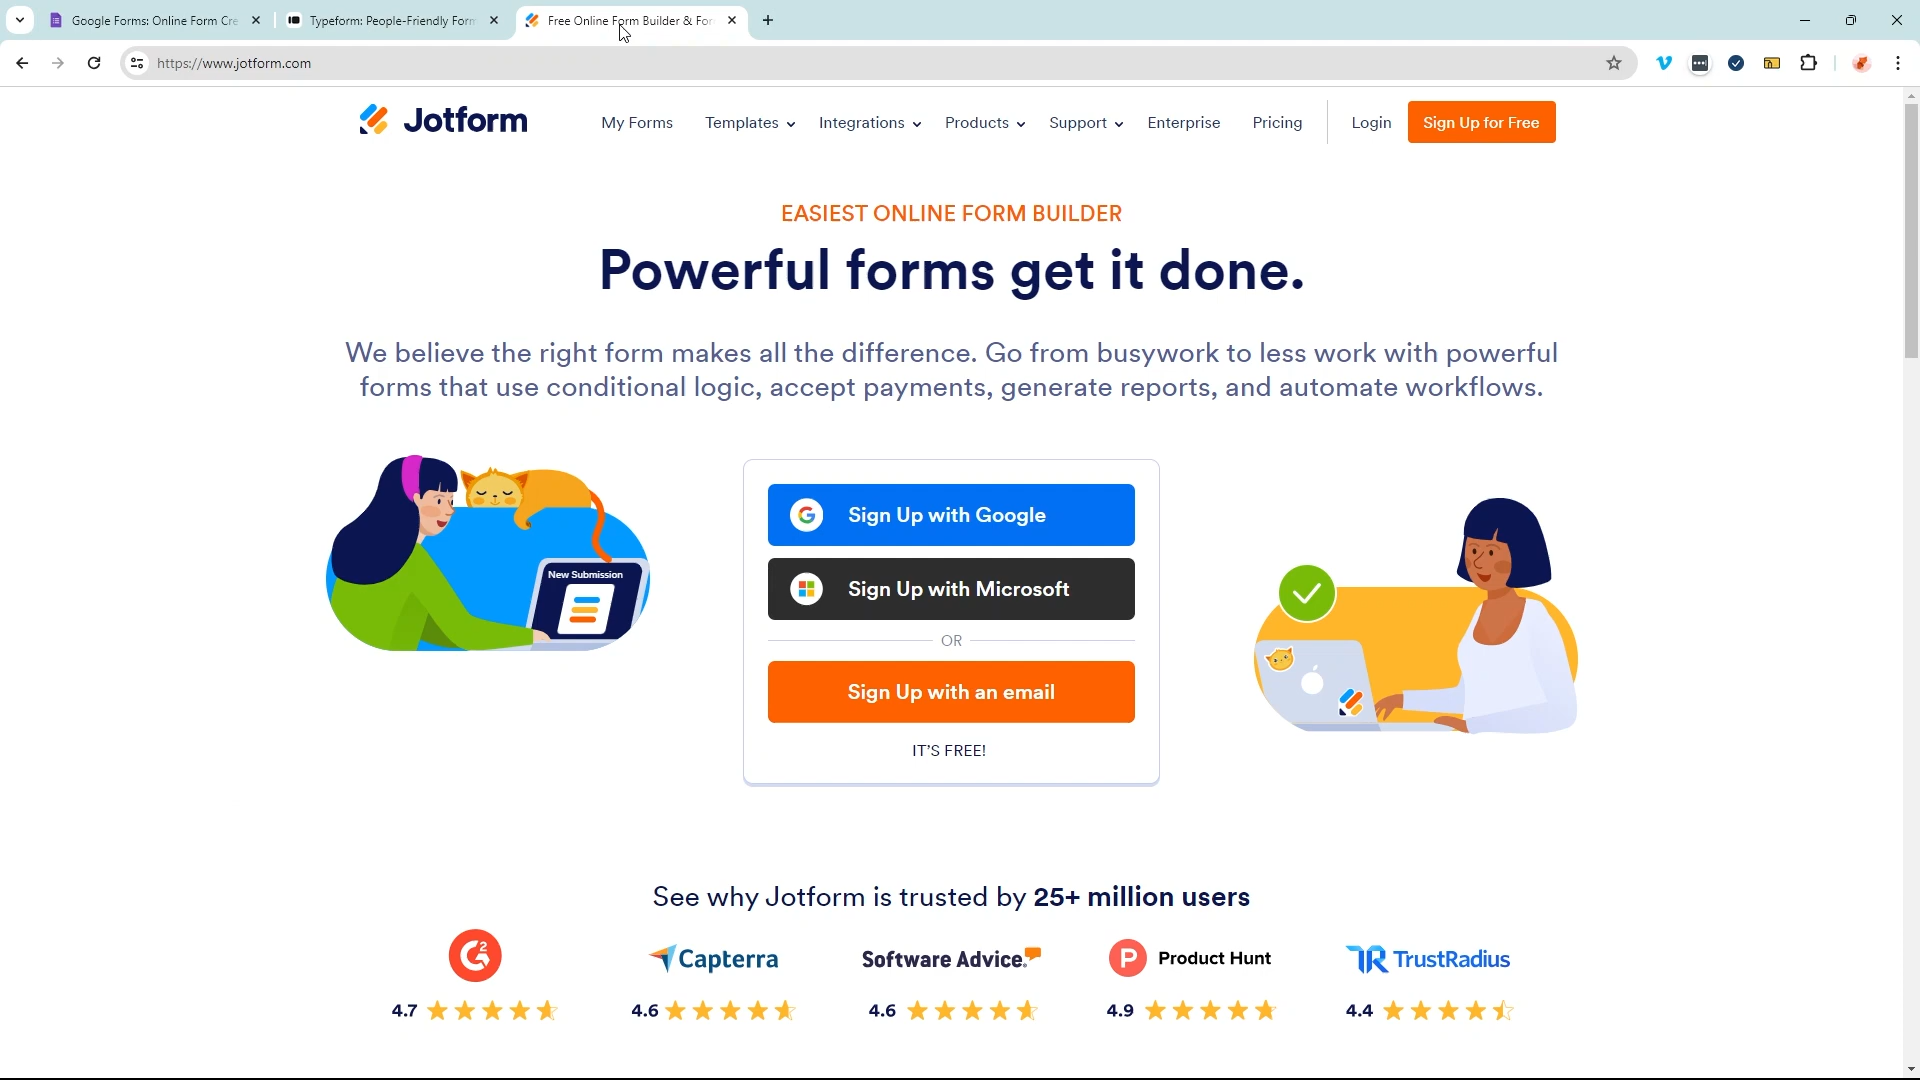 Google Forms: Online Form Cre
Typeform: People-Friendly Form
Free Online Form Builder & For
https://www.jotform.com
Jotform
My Forms
Templates
Integrations
Products
Support
Enterprise
Pricing
Login
Sign Up for Free
EASIEST ONLINE FORM BUILDER
Powerful forms get it done.
We believe the right form makes all the difference. Go from busywork to less work with powerful
forms that use conditional logic, accept payments, generate reports, and automate workflows.
New Submission
Sign Up with Google
Sign Up with Microsoft
OR
Sign Up with an email
IT'S FREE!
See why Jotform is trusted by 25+ million users
Capterra
Software Advice
Product Hunt
TrustRadius
4.7
4.6
4.6
4.9
4.4